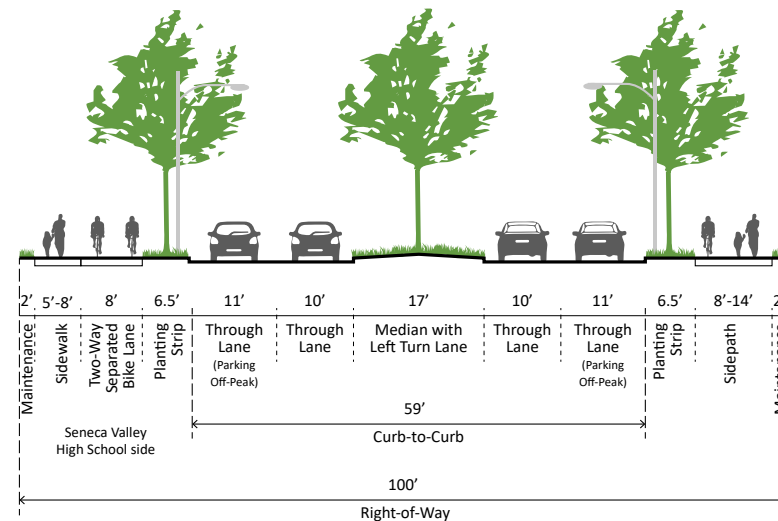 2’ 5’-8’ 8’ 6.5’ 11’ 10’ 17’ 10’ 11’ 6.5’ 8’-14’ 2
Maintenance
Sidewalk
Two-Way
Separated
Bike Lane
Planting
Strip
Through
Lane
(Parking
Off-Peak)
Through
Lane
Median with
Left Turn Lane
Through
Lane
Through
Lane
(Parking
Off-Peak)
Planting
Strip
Sidepath
Maintenance
Seneca Valley
High School side
59’
Curb-to-Curb
100’
Right-of-Way